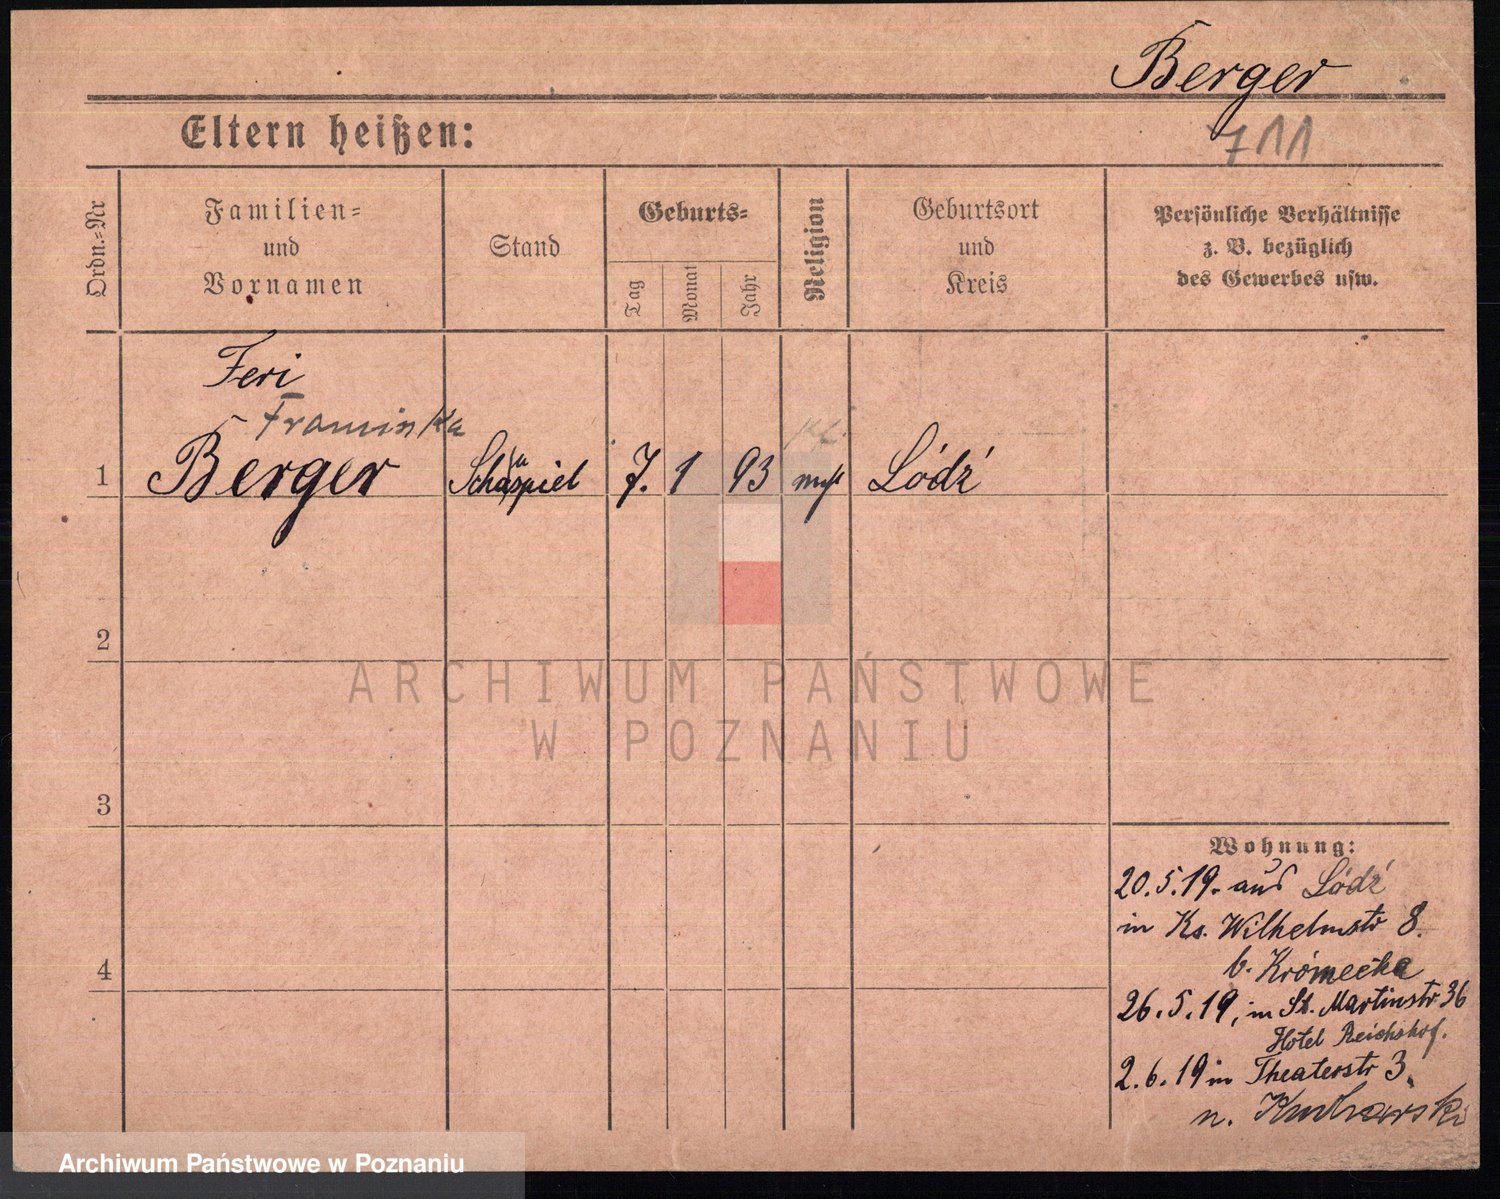 Berger
Eltern heißen:
711
Ordn.=Nr
Familien=
und
Vornamen
Stand
Geburts=
Tag
Monat
Jahr
Religion
Geburtsort
und
Kreis
Persönliche Verhältnisse
z. B. bezüglich
des Gewerbes usw.
Feri
1 Berger Schauspiel 7. 1 93 Lódź
2
ARCHIWUM PAŃSTWOWE
W POZNANIU
3
Wohnung:
20.5.19. aus Lódź
in Ks. Wilhelmstr 8.
b. Krómecka
4
26.5.19, in St. Martinstr 36
Hotel Reichshof.
2.6.19 in Theaterstr 3.
n.
Archiwum Państwowe w Poznaniu